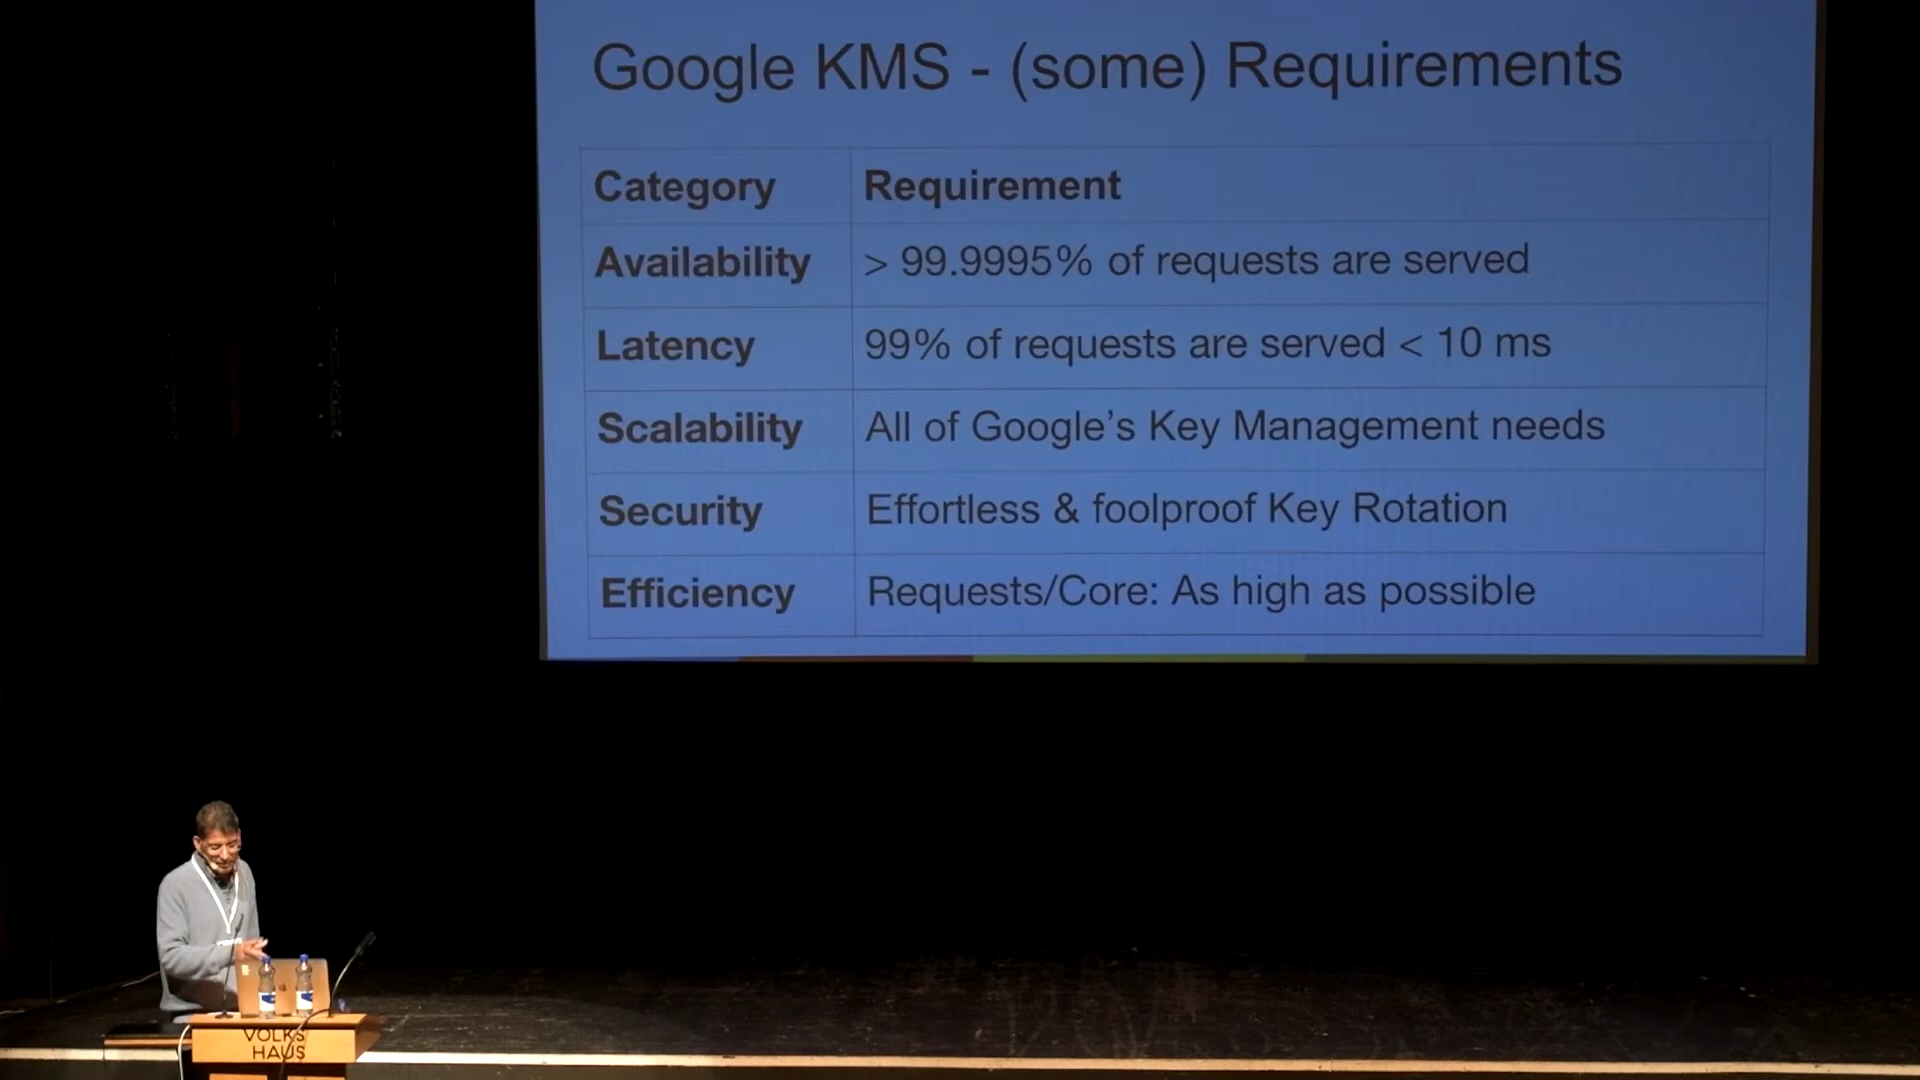 Google KMS - (some) Requirements
Category Requirement
Availability > 99.9995% of requests are served
Latency 99% of requests are served < 10 ms
Scalability All of Google's Key Management needs
Security Effortless & foolproof Key Rotation
Efficiency Requests/Core: As high as possible
VOLKS
HAUS